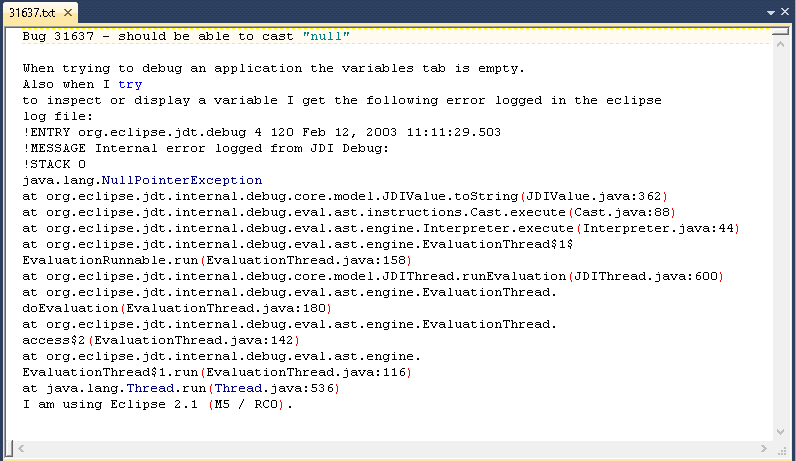 31637.txt
Bug 31637 - should be able to cast "null"
When trying to debug an application the variables tab is empty.
Also when I try
to inspect or display a variable I get the following error logged in the eclipse
log file:
!ENTRY org.eclipse.jdt.debug 4 120 Feb 12, 2003 11:11:29.503
!MESSAGE Internal error logged from JDI Debug:
!STACK 0
java.lang.NullPointerException
at org.eclipse.jdt.internal.debug.core.model.JDIValue.toString(JDIValue.java:362)
at org.eclipse.jdt.internal.debug.eval.ast.instructions.Cast.execute(Cast.java:88)
at org.eclipse.jdt.internal.debug.eval.ast.engine.Interpreter.execute(Interpreter.java:44)
at org.eclipse.jdt.internal.debug.eval.ast.engine.EvaluationThread$1$
EvaluationRunnable.run(EvaluationThread.java:158)
at org.eclipse.jdt.internal.debug.core.model.JDIThread.runEvaluation(JDIThread.java:600)
at org.eclipse.jdt.internal.debug.eval.ast.engine.EvaluationThread.
doEvaluation(EvaluationThread.java:180)
at org.eclipse.jdt.internal.debug.eval.ast.engine.EvaluationThread.
access$2(EvaluationThread.java:142)
at org.eclipse.jdt.internal.debug.eval.ast.engine.
EvaluationThread$1.run(EvaluationThread.java:116)
at java.lang.Thread.run(Thread.java:536)
I am using Eclipse 2.1 (M5 / RC0).